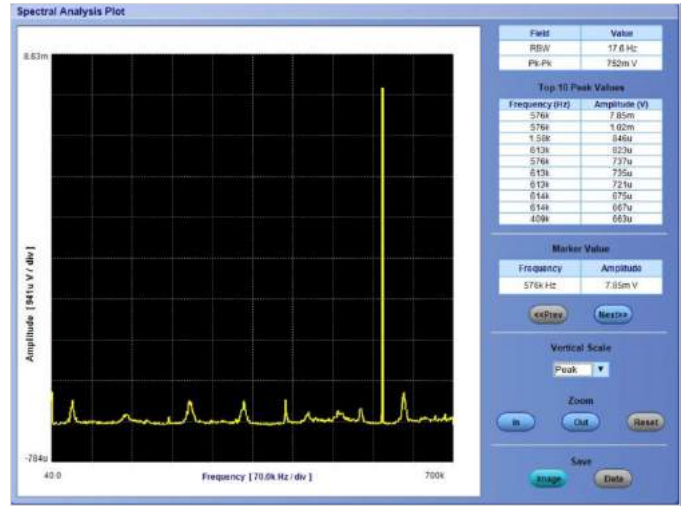 Spectral Analysis Plot
8.63m
Amplitude [ 941u V / div ]
-784u
40.0
Frequency [ 70.0k Hz / div ]
700k
Field Value
RBW 17.6 Hz
Pk-Pk 752m V
Top 10 Peak Values
Frequency (Hz) Amplitude (V)
576k 7.85m
576k 1.02m
1.58k 846u
613k 823u
576k 737u
613k 735u
613k 721u
614k 675u
614k 667u
409k 663u
Marker Value
Frequency Amplitude
576k Hz 7.85m V
<<Prev Next>>
Vertical Scale
Peak
Zoom
In Out Reset
Save
Image Data